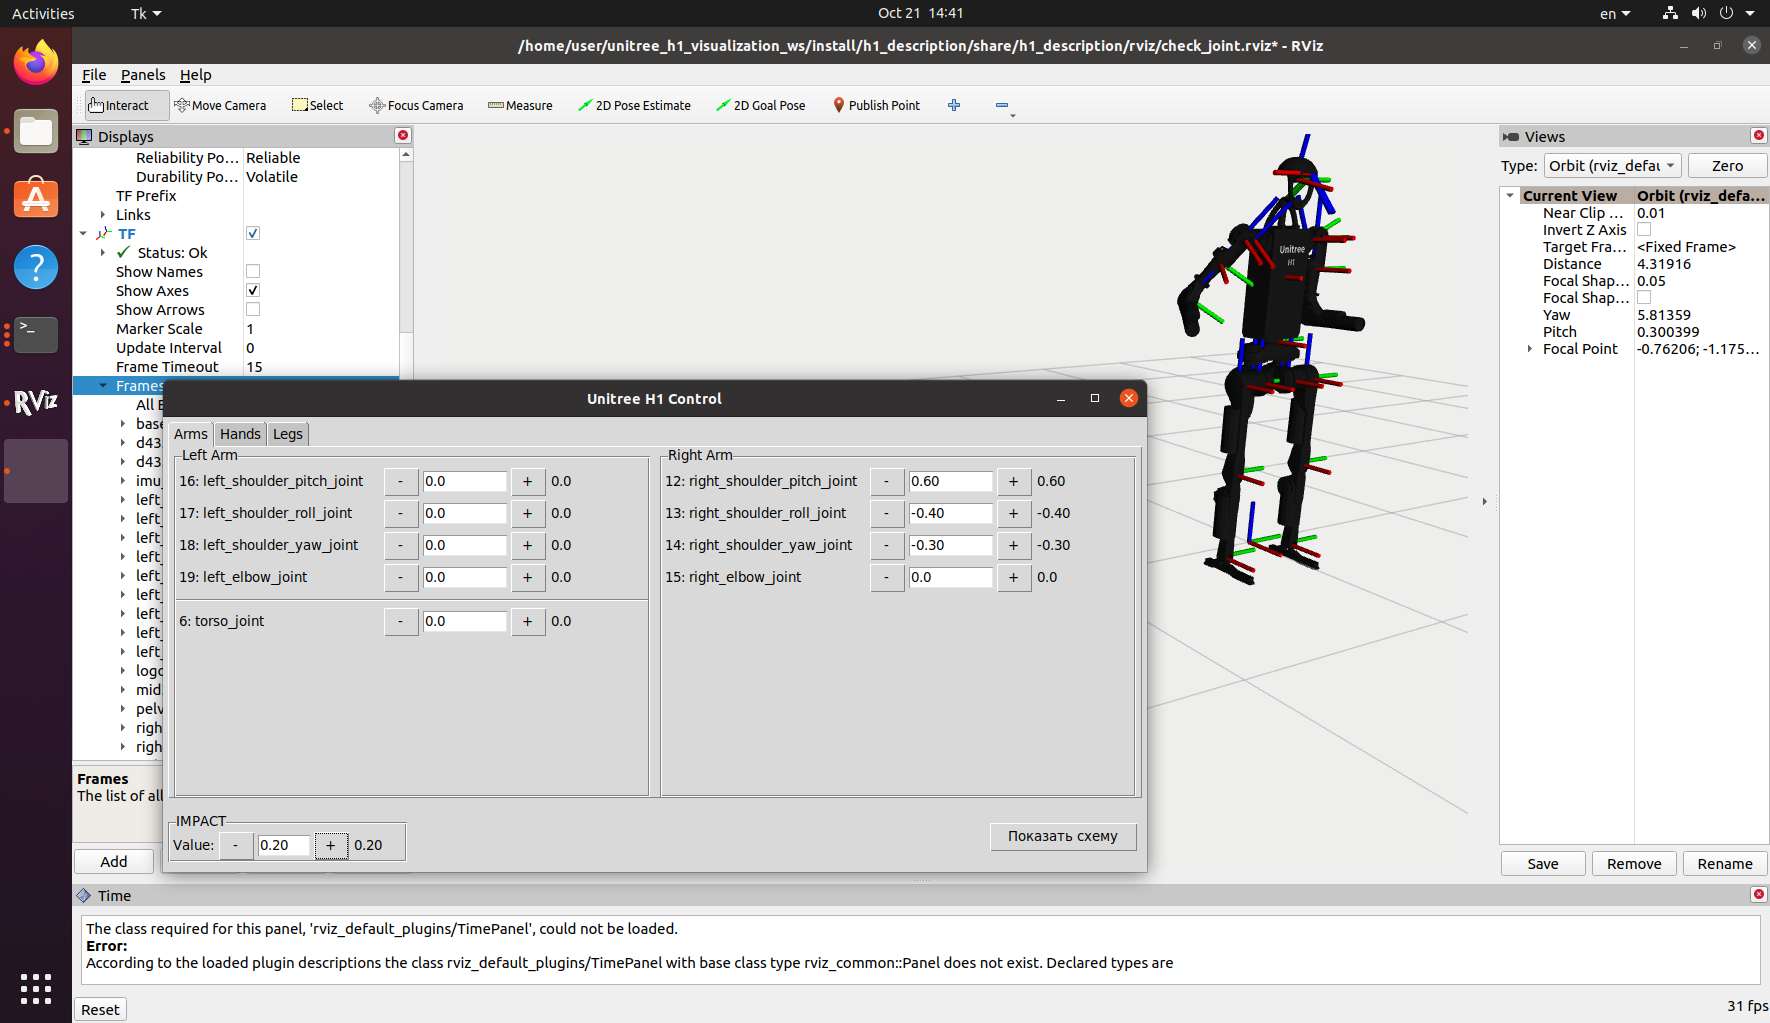 Activities
Tk
Oct 21 14:41
en
/home/user/unitree_h1_visualization_ws/install/h1_description/share/h1_description/rviz/check_joint.rviz* - RViz
File Panels Help
Interact Move Camera Select Focus Camera Measure 2D Pose Estimate 2D Goal Pose Publish Point
Displays
Reliability Po... Reliable
Durability Po... Volatile
TF Prefix
Links
TF
Status: Ok
Show Names
Show Axes
Show Arrows
Marker Scale 1
Update Interval 0
Frame Timeout 15
Frames
All E
base
d43
d43
imu_
left_
left_
left_
left_
left_
left_
left_
left_
left_
logo
mid
pelv
righ
righ
Frames
The list of all
Add
RViz
Unitree
H1
Unitree H1 Control
Arms Hands Legs
Left Arm
16: left_shoulder_pitch_joint - 0.0 + 0.0
17: left_shoulder_roll_joint - 0.0 + 0.0
18: left_shoulder_yaw_joint - 0.0 + 0.0
19: left_elbow_joint - 0.0 + 0.0
6: torso_joint - 0.0 + 0.0
Right Arm
12: right_shoulder_pitch_joint - 0.60 + 0.60
13: right_shoulder_roll_joint - -0.40 + -0.40
14: right_shoulder_yaw_joint - -0.30 + -0.30
15: right_elbow_joint - 0.0 + 0.0
IMPACT
Value: - 0.20 + 0.20
Показать схему
Views
Type: Orbit (rviz_defau Zero
Current View Orbit (rviz_defa...
Near Clip ... 0.01
Invert Z Axis
Target Fra... <Fixed Frame>
Distance 4.31916
Focal Shap... 0.05
Focal Shap...
Yaw 5.81359
Pitch 0.300399
Focal Point -0.76206; -1.175...
Save Remove Rename
Time
The class required for this panel, 'rviz_default_plugins/TimePanel', could not be loaded.
Error:
According to the loaded plugin descriptions the class rviz_default_plugins/TimePanel with base class type rviz_common::Panel does not exist. Declared types are
Reset
31 fps